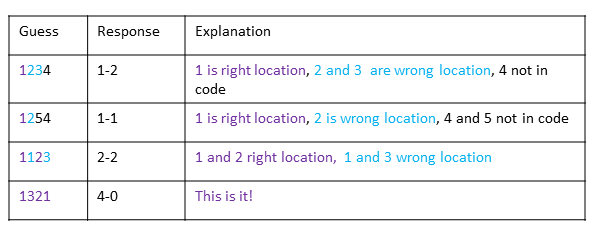 Guess Response Explanation
1234 1-2 1 is right location, 2 and 3 are wrong location, 4 not in
code
1254 1-1 1 is right location, 2 is wrong location, 4 and 5 not in code
1123 2-2 1 and 2 right location, 1 and 3 wrong location
1321 4-0 This is it!